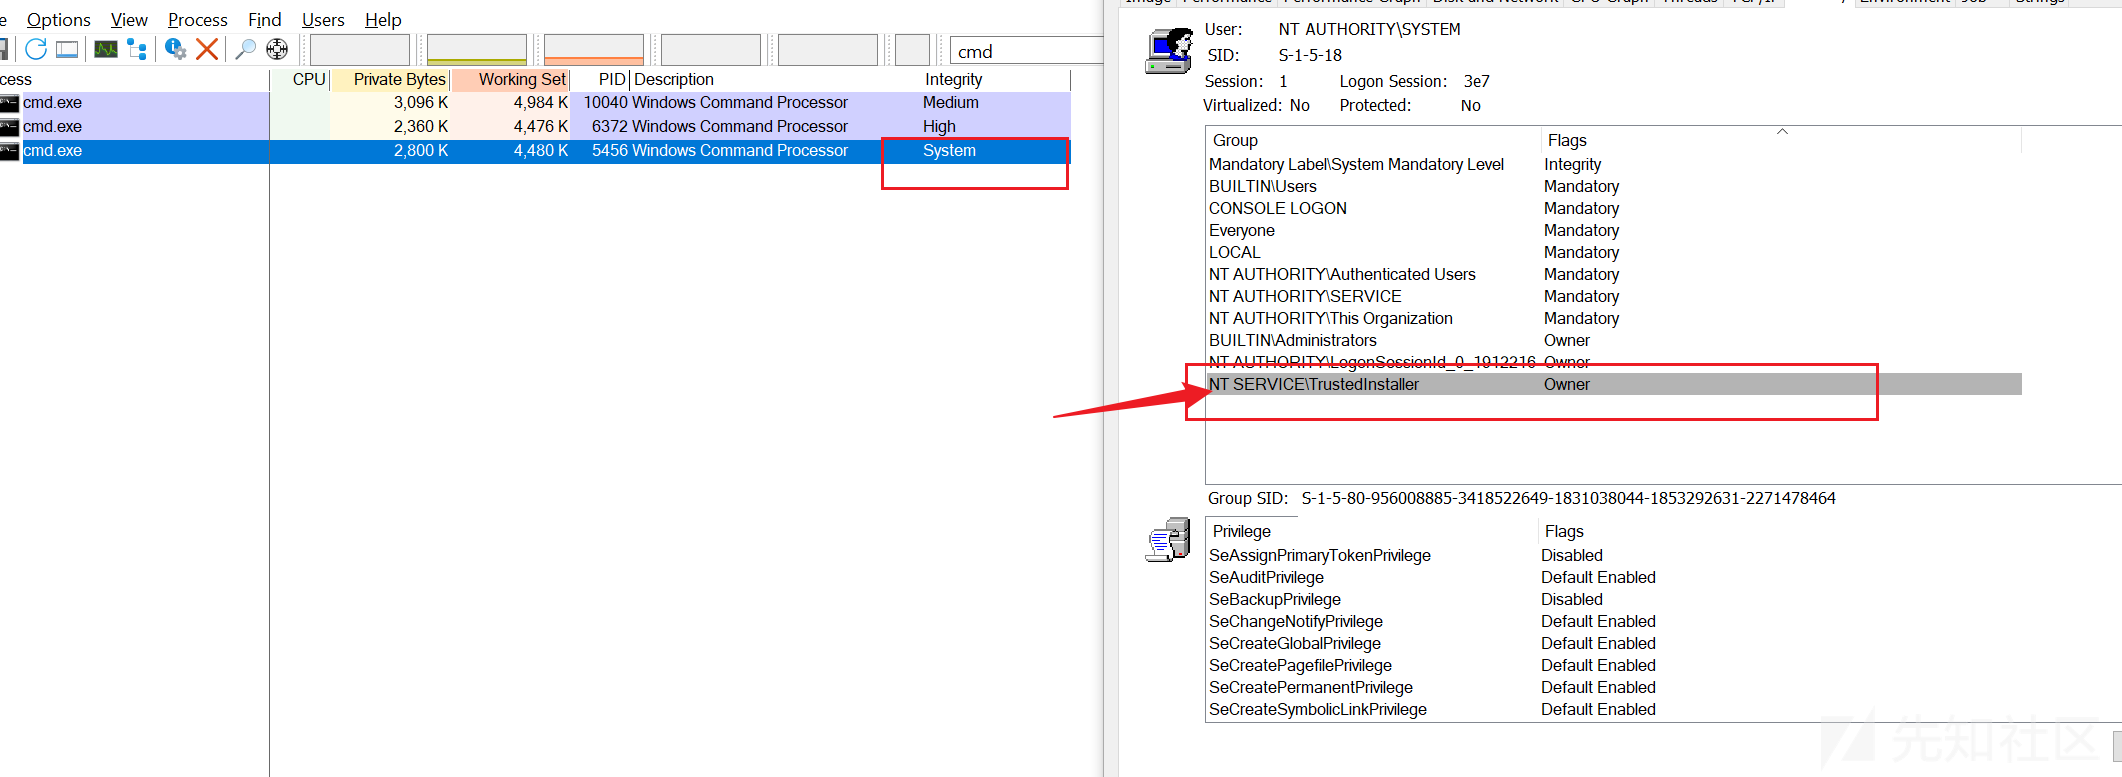 Options View Process Find Users Help
cmd
CPU Private Bytes Working Set PID Description Integrity
cmd.exe 3,096 K 4,984 K 10040 Windows Command Processor Medium
cmd.exe 2,360 K 4,476 K 6372 Windows Command Processor High
cmd.exe 2,800 K 4,480 K 5456 Windows Command Processor System
User: NT AUTHORITY\SYSTEM
SID: S-1-5-18
Session: 1 Logon Session: 3e7
Virtualized: No Protected: No
Group Flags
Mandatory Label\System Mandatory Level Integrity
BUILTIN\Users Mandatory
CONSOLE LOGON Mandatory
Everyone Mandatory
LOCAL Mandatory
NT AUTHORITY\Authenticated Users Mandatory
NT AUTHORITY\SERVICE Mandatory
NT AUTHORITY\This Organization Mandatory
BUILTIN\Administrators Owner
NT AUTHORITY\LogonSessionId_0_1912216 Owner
NT SERVICE\TrustedInstaller Owner
Group SID: S-1-5-80-956008885-3418522649-1831038044-1853292631-2271478464
Privilege Flags
SeAssignPrimaryTokenPrivilege Disabled
SeAuditPrivilege Default Enabled
SeBackupPrivilege Disabled
SeChangeNotifyPrivilege Default Enabled
SeCreateGlobalPrivilege Default Enabled
SeCreatePagefilePrivilege Default Enabled
SeCreatePermanentPrivilege Default Enabled
SeCreateSymbolicLinkPrivilege Default Enabled
先知社区